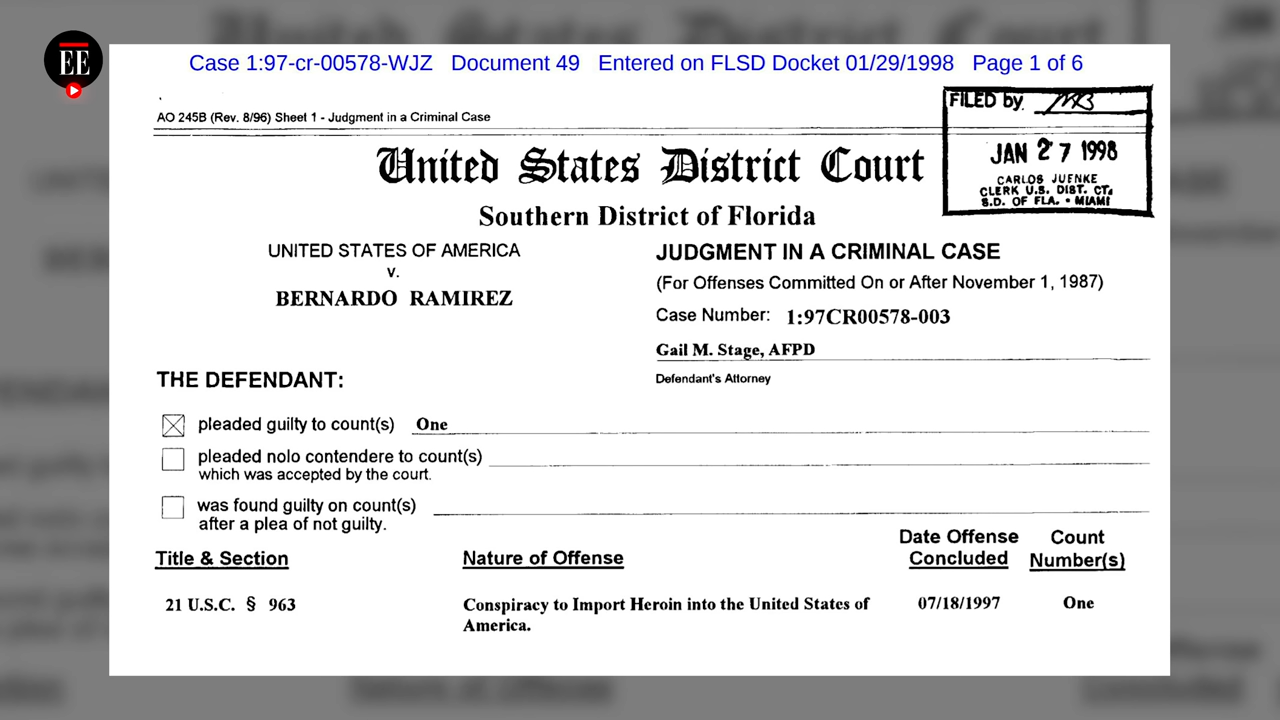 EE
Case 1:97-cr-00578-WJZ Document 49 Entered on FLSD Docket 01/29/1998 Page 1 of 6
AO 245B (Rev. 8/96) Sheet 1 - Judgment in a Criminal Case
FILED by
JAN 27 1998
CARLOS JUENKE
CLERK U.S. DIST. CT.
S.D. OF FLA. • MIAMI
United States District Court
Southern District of Florida
UNITED STATES OF AMERICA
v.
BERNARDO RAMIREZ
JUDGMENT IN A CRIMINAL CASE
(For Offenses Committed On or After November 1, 1987)
Case Number: 1:97CR00578-003
Gail M. Stage, AFPD
Defendant's Attorney
THE DEFENDANT:
pleaded guilty to count(s) One
pleaded nolo contendere to count(s)
which was accepted by the court.
was found guilty on count(s)
after a plea of not guilty.
Title & Section
Nature of Offense
Date Offense
Concluded
Count
Number(s)
21 U.S.C. § 963
Conspiracy to Import Heroin into the United States of
America.
07/18/1997
One